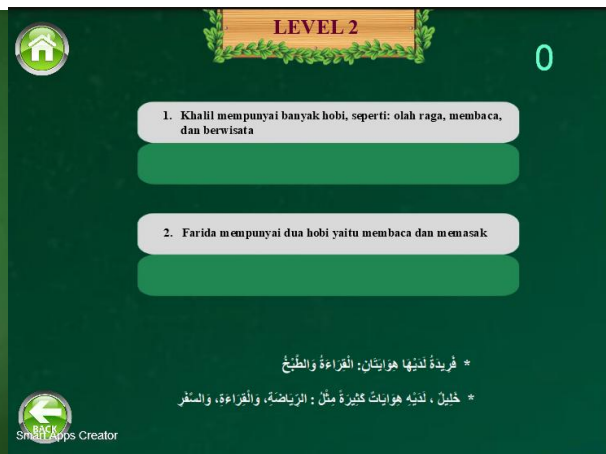 LEVEL 2
0
1. Khalil mempunyai banyak hobi, seperti: olah raga, membaca,
dan berwisata
2. Farida mempunyai dua hobi yaitu membaca dan memasak
* فَرِيدَةُ لَدَيْهَا هِوَايَتَانِ: الْقِرَاءَةُ وَالطَّبْخُ
* خَلِيلٌ ، لَدَيْهِ هِوَايَاتٌ كَثِيرَةٌ مِثْلُ : الرِّيَاضَةِ، وَالْقِرَاءَةِ، وَالسَّفَرِ
BACK
Smart Apps Creator